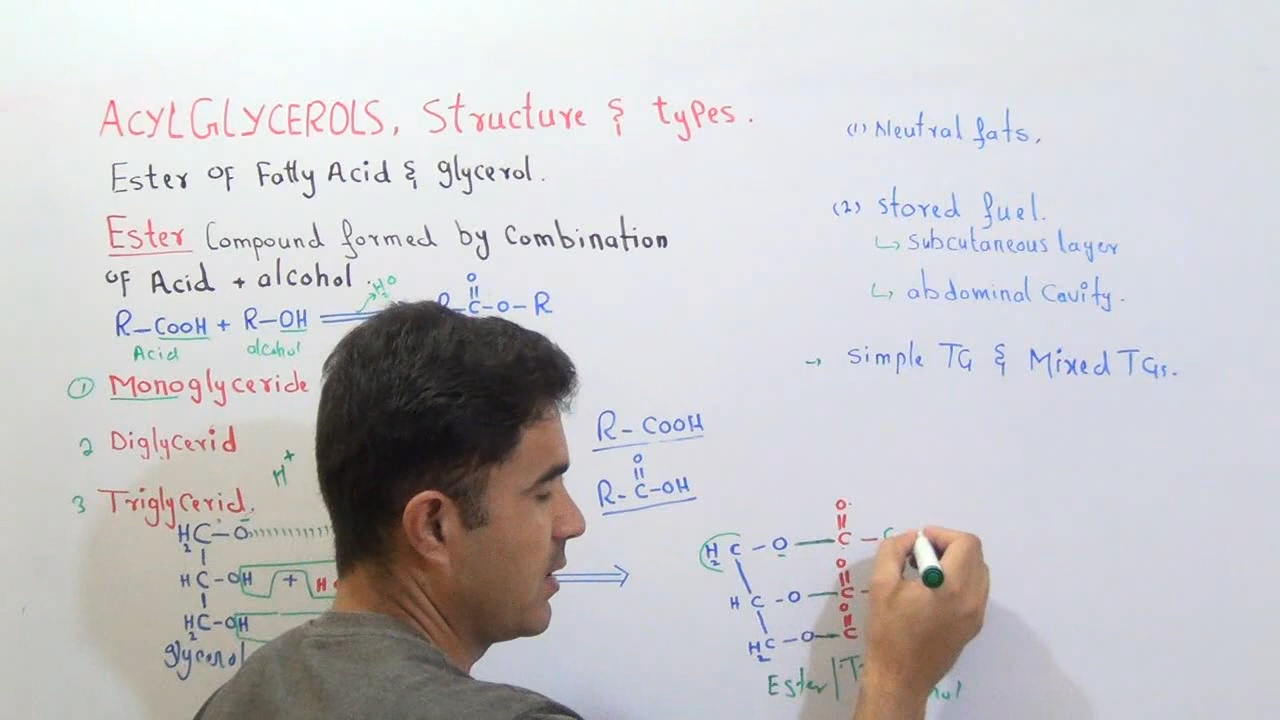 ACYLGLYCEROLS, Structure & types.
Ester of Fatty Acid & glycerol.
Ester Compound formed by Combination
of Acid + alcohol.
H2O
O
R-COOH + R-OH
C-O-R
Acid alcohol
① Monoglyceride
2 Diglycerid
H+
3 Triglycerid.
H2C-O-
HC-OH + H
H2C-OH
glycerol
R-COOH
O
R-C-OH
(1) Neutral fats.
(2) Stored fuel.
↳ subcutaneous layer
↳ abdominal Cavity.
→ Simple TG & Mixed TGs.
O
H2C-O-C-
O
HC-O-C-
O
H2C-O-C
Ester